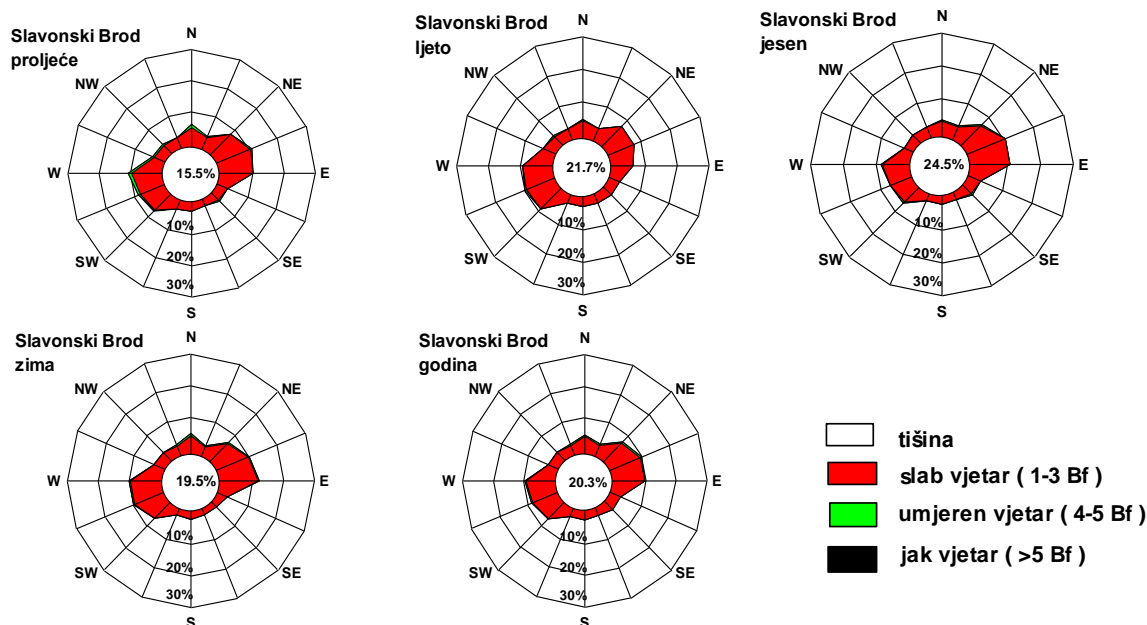 Slavonski Brod
proljeće
N
NE
E
SE
S
SW
W
NW
15.5%
10%
20%
30%
Slavonski Brod
ljeto
N
NE
E
SE
S
SW
W
NW
21.7%
10%
20%
30%
Slavonski Brod
jesen
N
NE
E
SE
S
SW
W
NW
24.5%
10%
20%
30%
Slavonski Brod
zima
N
NE
E
SE
S
SW
W
NW
19.5%
10%
20%
30%
Slavonski Brod
godina
N
NE
E
SE
S
SW
W
NW
20.3%
10%
20%
30%
tišina
slab vjetar ( 1-3 Bf )
umjeren vjetar ( 4-5 Bf )
jak vjetar ( >5 Bf )